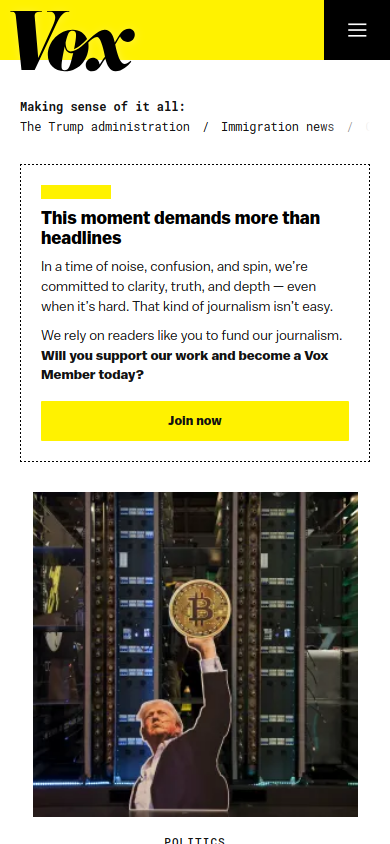 Vox
Making sense of it all:
The Trump administration / Immigration news /
This moment demands more than
headlines
In a time of noise, confusion, and spin, we’re
committed to clarity, truth, and depth — even
when it’s hard. That kind of journalism isn’t easy.
We rely on readers like you to fund our journalism.
Will you support our work and become a Vox
Member today?
Join now
B
POLITICS